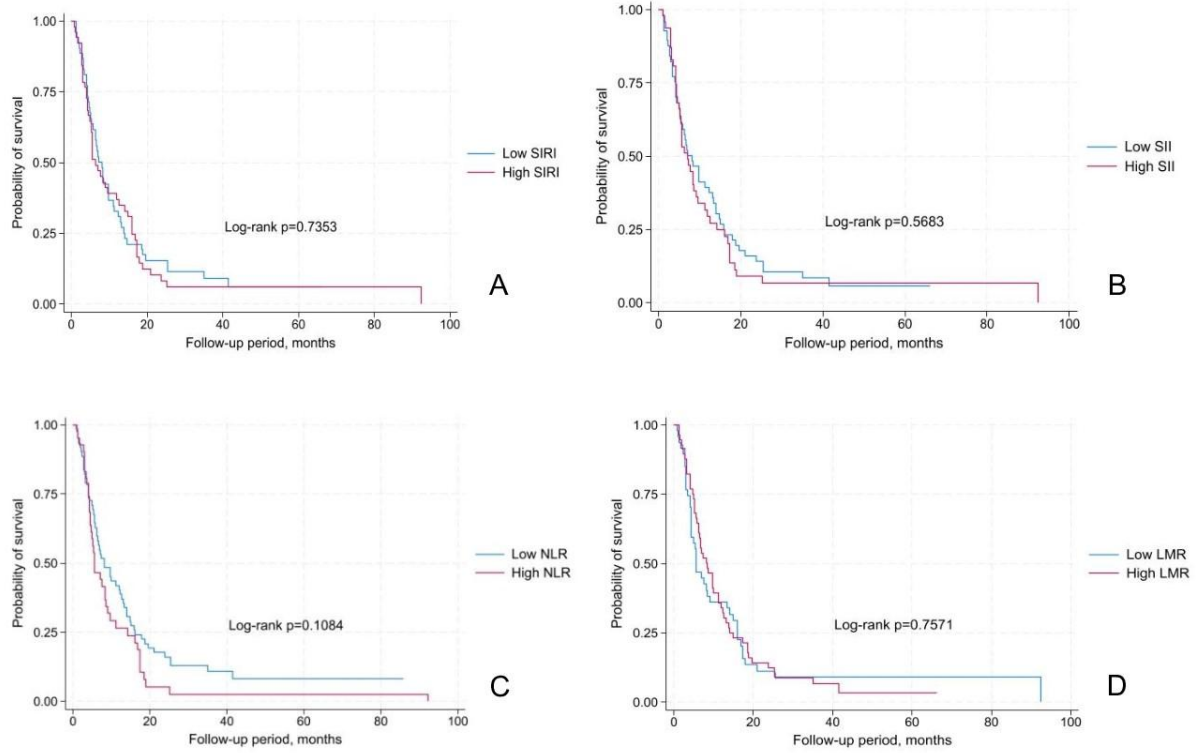 1.00
0.75
0.50
0.25
0.00
Probability of survival
0 20 40 60 80 100
Follow-up period, months
Log-rank p=0.7353
Low SIRI
High SIRI
A
1.00
0.75
0.50
0.25
0.00
Probability of survival
0 20 40 60 80 100
Follow-up period, months
Log-rank p=0.5683
Low SII
High SII
B
1.00
0.75
0.50
0.25
0.00
Probability of survival
0 20 40 60 80 100
Follow-up period, months
Log-rank p=0.1084
Low NLR
High NLR
C
1.00
0.75
0.50
0.25
0.00
Probability of survival
0 20 40 60 80 100
Follow-up period, months
Log-rank p=0.7571
Low LMR
High LMR
D